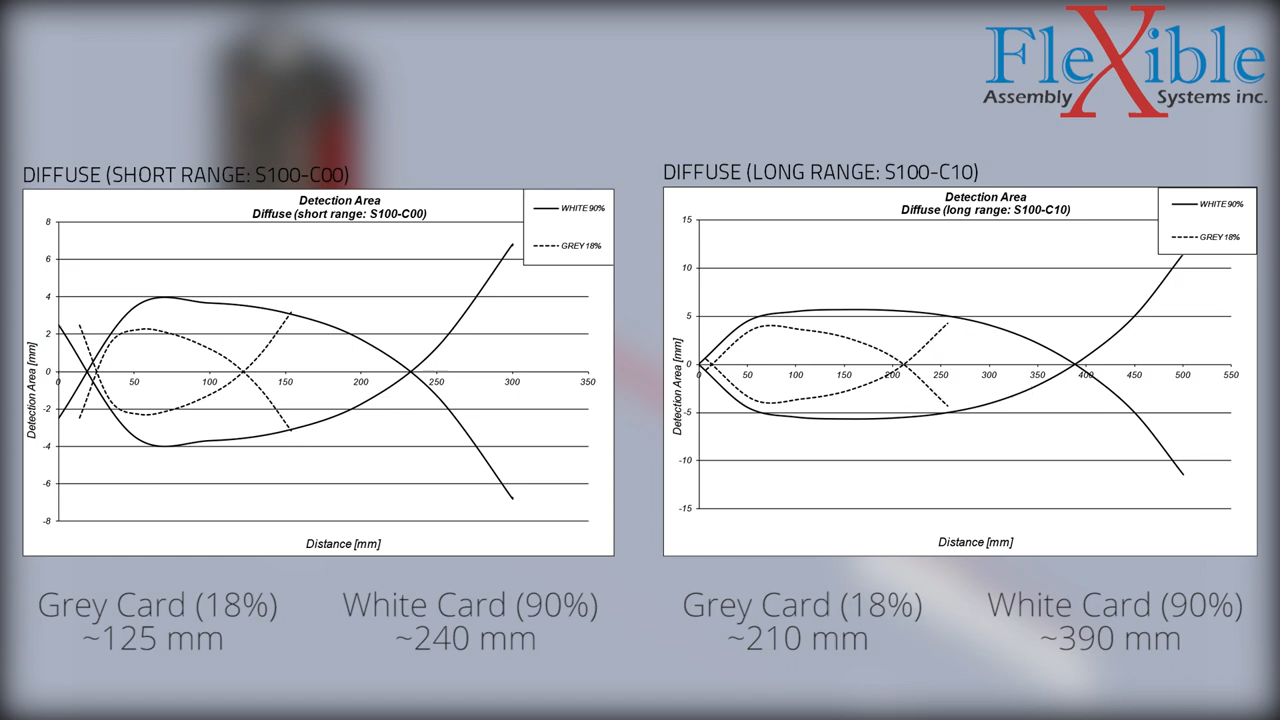 FleXible
Assembly Systems inc.
DIFFUSE (SHORT RANGE: S100-C00)
Detection Area
Diffuse (short range: S100-C00)
WHITE 90%
GREY 18%
8
6
4
2
0
-2
-4
-6
-8
0 50 100 150 200 250 300 350
Detection Area [mm]
Distance [mm]
Grey Card (18%)
~125 mm
White Card (90%)
~240 mm
DIFFUSE (LONG RANGE: S100-C10)
Detection Area
Diffuse (long range: S100-C10)
WHITE 90%
GREY 18%
15
10
5
0
-5
-10
-15
0 50 100 150 200 250 300 350 400 450 500 550
Detection Area [mm]
Distance [mm]
Grey Card (18%)
~210 mm
White Card (90%)
~390 mm